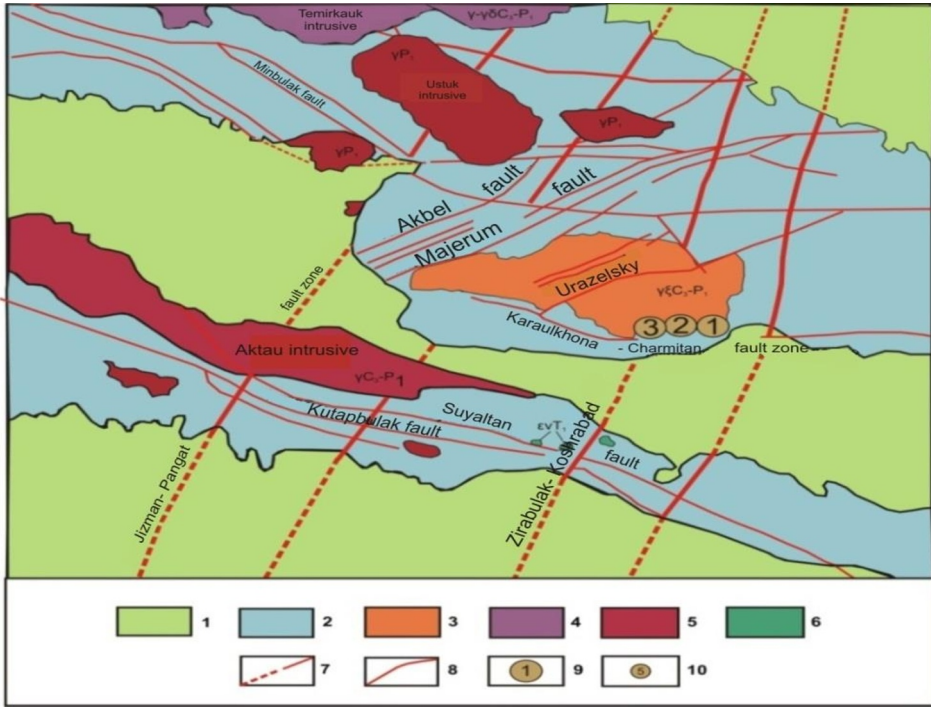 Temirkauk
intrusive
γ-γδC₃-P₁
Minbulak fault
γP₁
Ustuk
intrusive
γP₁
γP₁
Akbel fault
Majerum fault
Urazelsky
γξC₃-P₁
3 2 1
Karaulkhona - Charmitan fault zone
fault zone
Aktau intrusive
γC₃-P1
Kutapbulak fault
Suyaltan fault
ενT₁
Jizman- Pangat
Zirabulak- Koshrabad
1 2 3 4 5 6
7 8 1 9 5 10